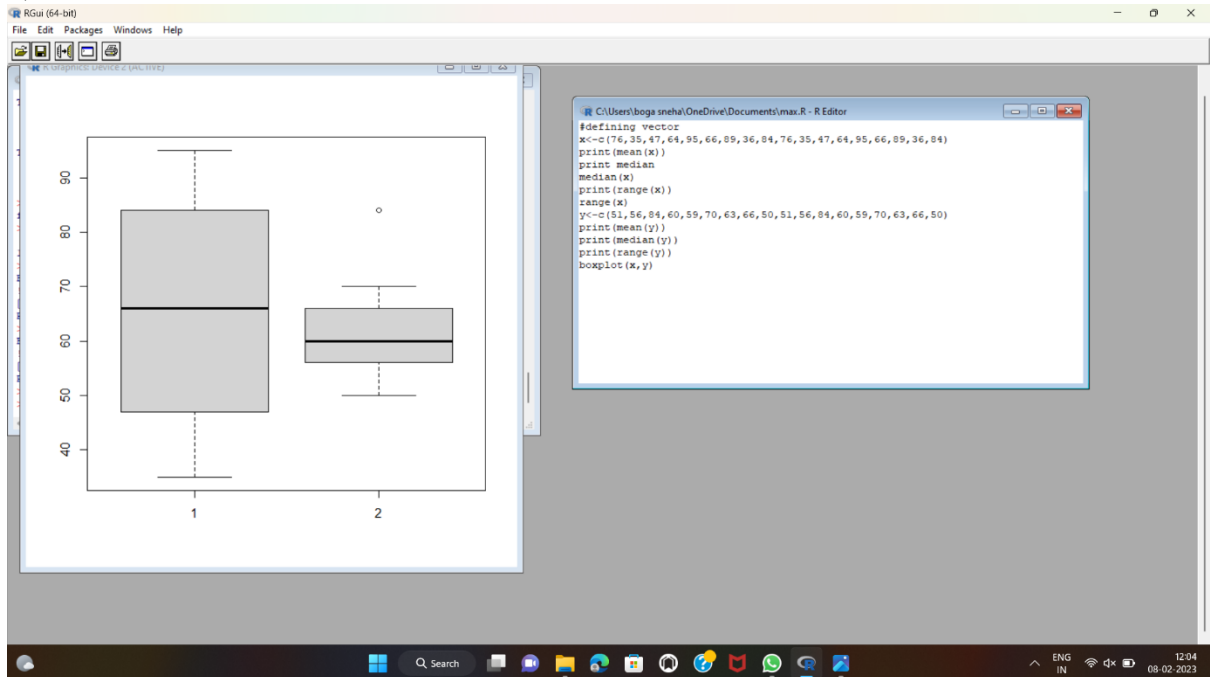 RGui (64-bit)
File Edit Packages Windows Help
R Graphics: Device 2 (ACTIVE)
90
80
70
60
50
40
1 2
C:\Users\boga sneha\OneDrive\Documents\max.R - R Editor
#defining vector
x<-c(76,35,47,64,95,66,89,36,84,76,35,47,64,95,66,89,36,84)
print(mean(x))
print median
median(x)
print(range(x))
range(x)
y<-c(51,56,84,60,59,70,63,66,50,51,56,84,60,59,70,63,66,50)
print(mean(y))
print(median(y))
print(range(y))
boxplot(x,y)
Search
ENG
IN
12:04
08-02-2023